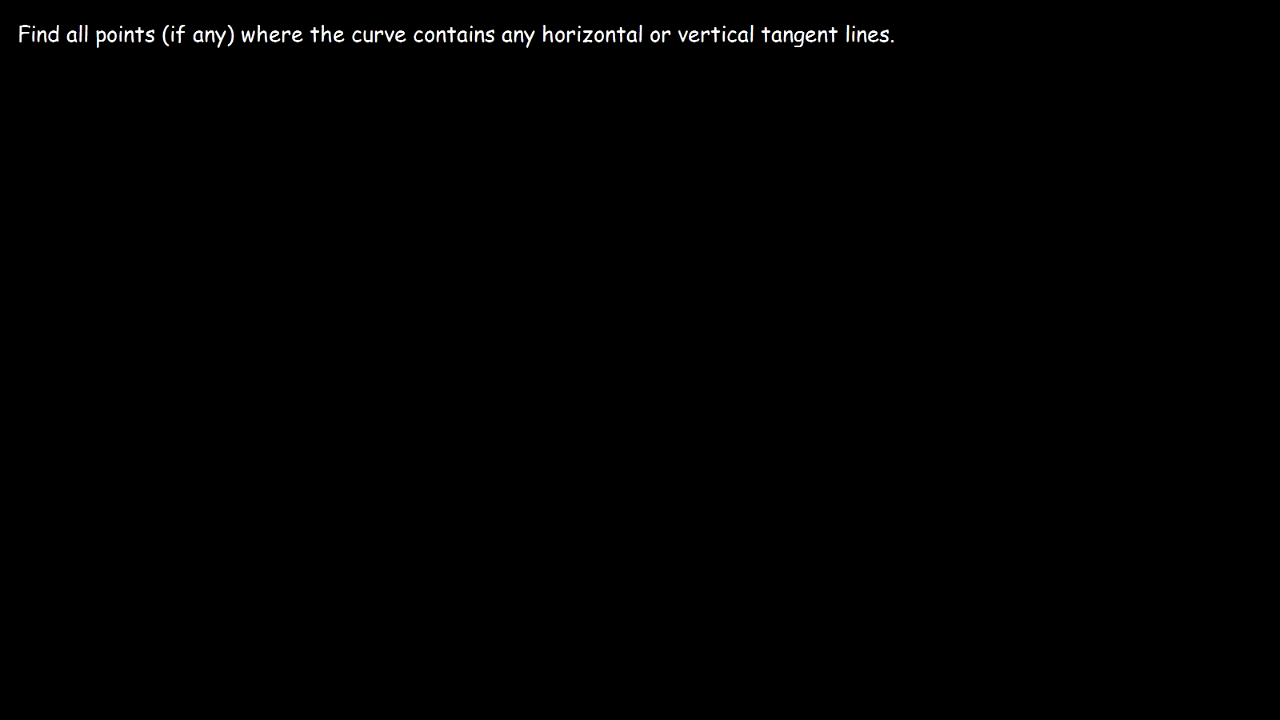 Find all points (if any) where the curve contains any horizontal or vertical tangent lines.